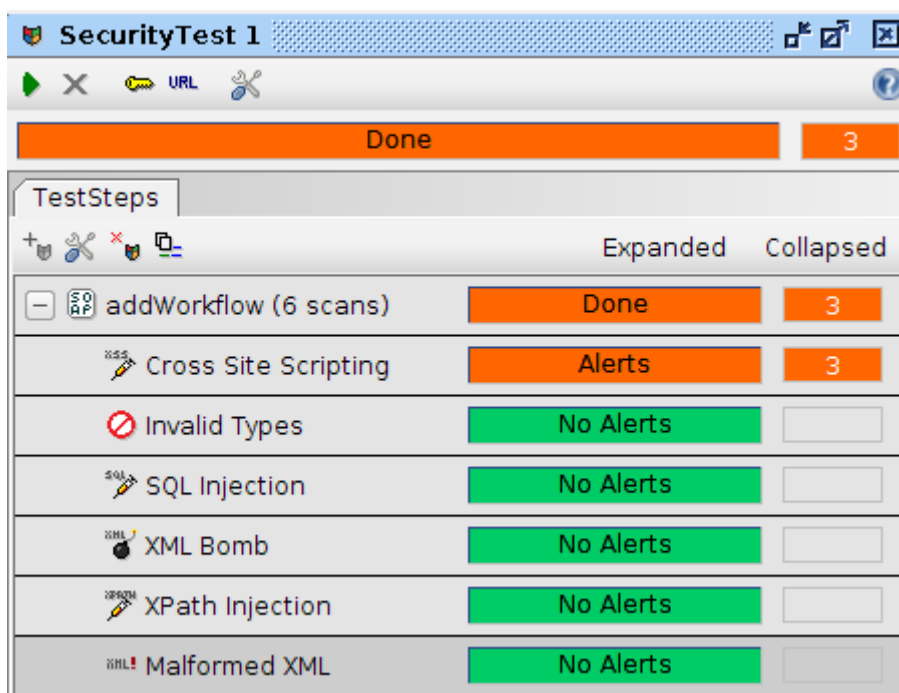 SecurityTest 1
URL
Done 3
TestSteps
Expanded Collapsed
addWorkflow (6 scans) Done 3
Cross Site Scripting Alerts 3
Invalid Types No Alerts
SQL Injection No Alerts
XML Bomb No Alerts
XPath Injection No Alerts
Malformed XML No Alerts